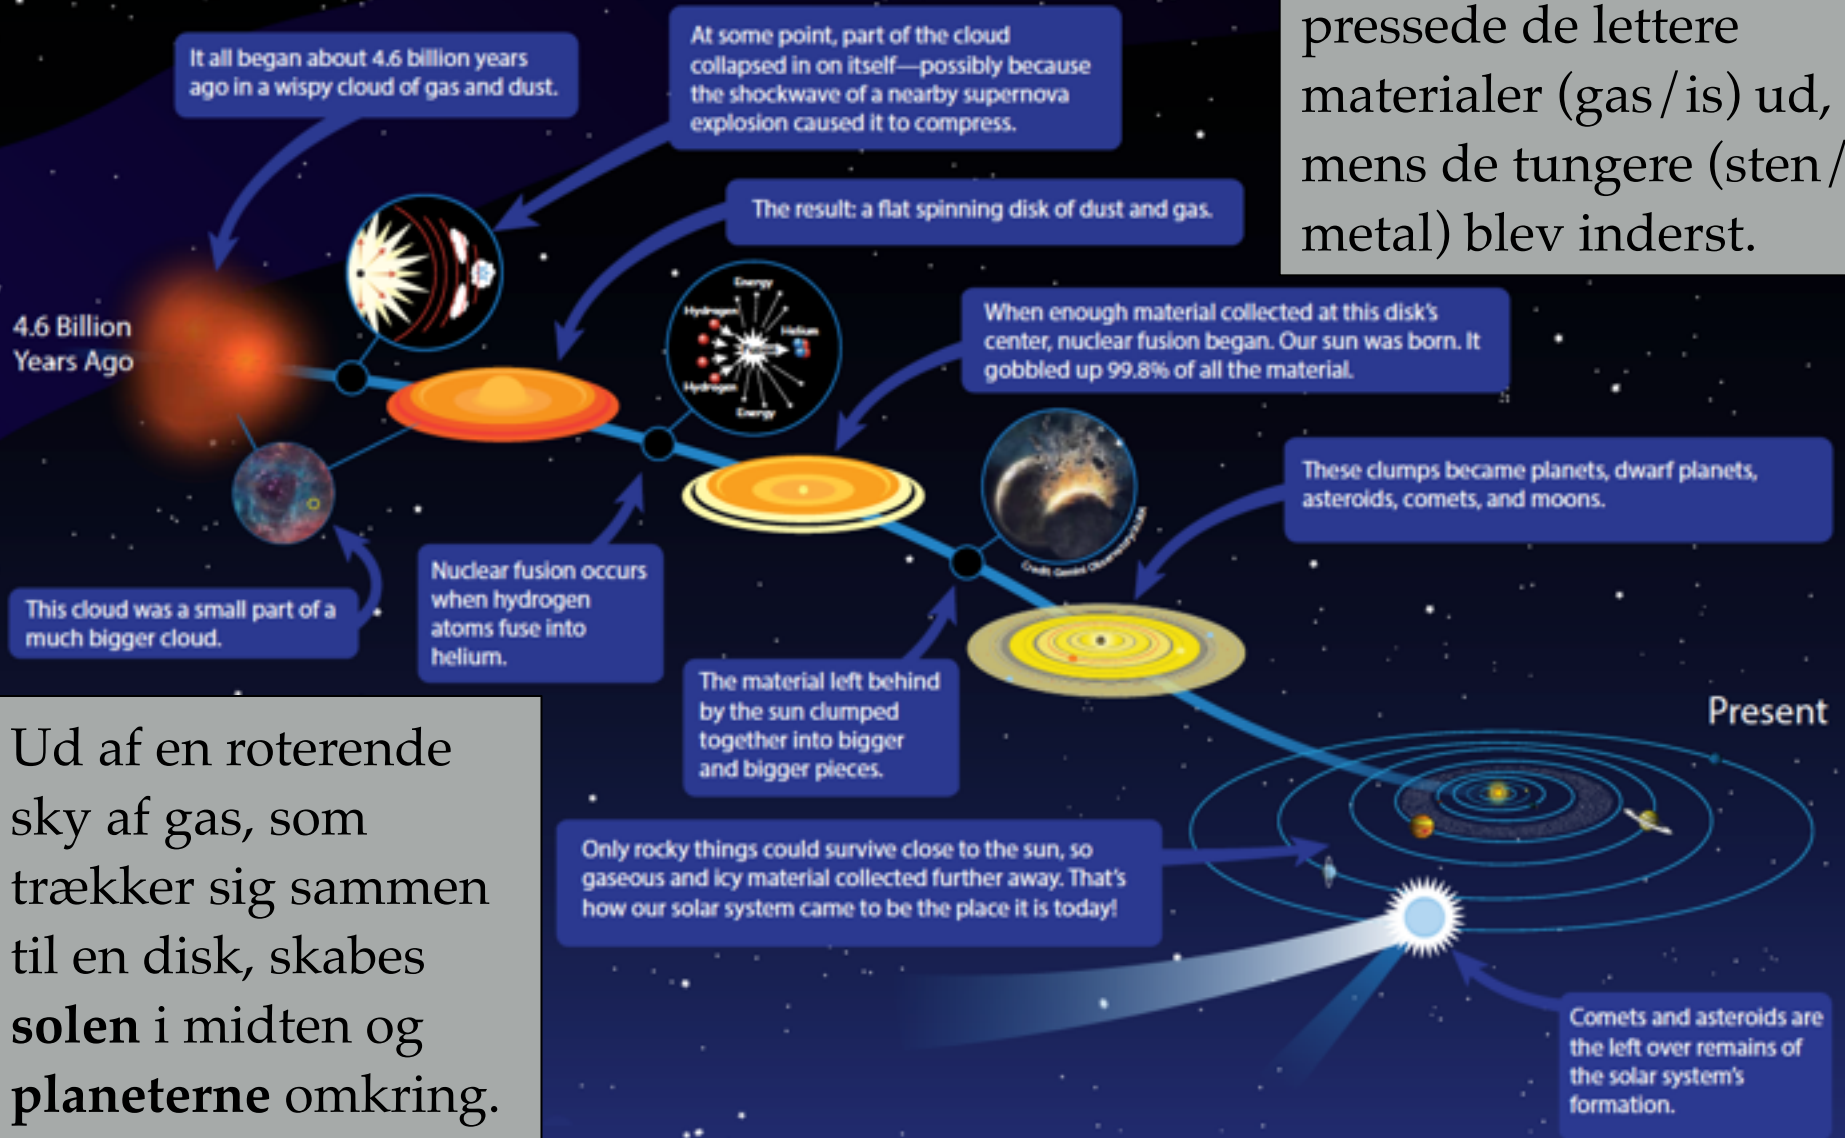 It all began about 4.6 billion years
ago in a wispy cloud of gas and dust.
At some point, part of the cloud
collapsed in on itself—possibly because
the shockwave of a nearby supernova
explosion caused it to compress.
pressede de lettere
materialer (gas/is) ud,
mens de tungere (sten/
metal) blev inderst.
The result: a flat spinning disk of dust and gas.
4.6 Billion
Years Ago
Energy
Hydrogen
Helium
Hydrogen
Energy
When enough material collected at this disk's
center, nuclear fusion began. Our sun was born. It
gobbled up 99.8% of all the material.
These clumps became planets, dwarf planets,
asteroids, comets, and moons.
Credit: Gemini Observatory/AURA
This cloud was a small part of a
much bigger cloud.
Nuclear fusion occurs
when hydrogen
atoms fuse into
helium.
The material left behind
by the sun clumped
together into bigger
and bigger pieces.
Present
Ud af en roterende
sky af gas, som
trækker sig sammen
til en disk, skabes
solen i midten og
planeterne omkring.
Only rocky things could survive close to the sun, so
gaseous and icy material collected further away. That's
how our solar system came to be the place it is today!
Comets and asteroids are
the left over remains of
the solar system's
formation.